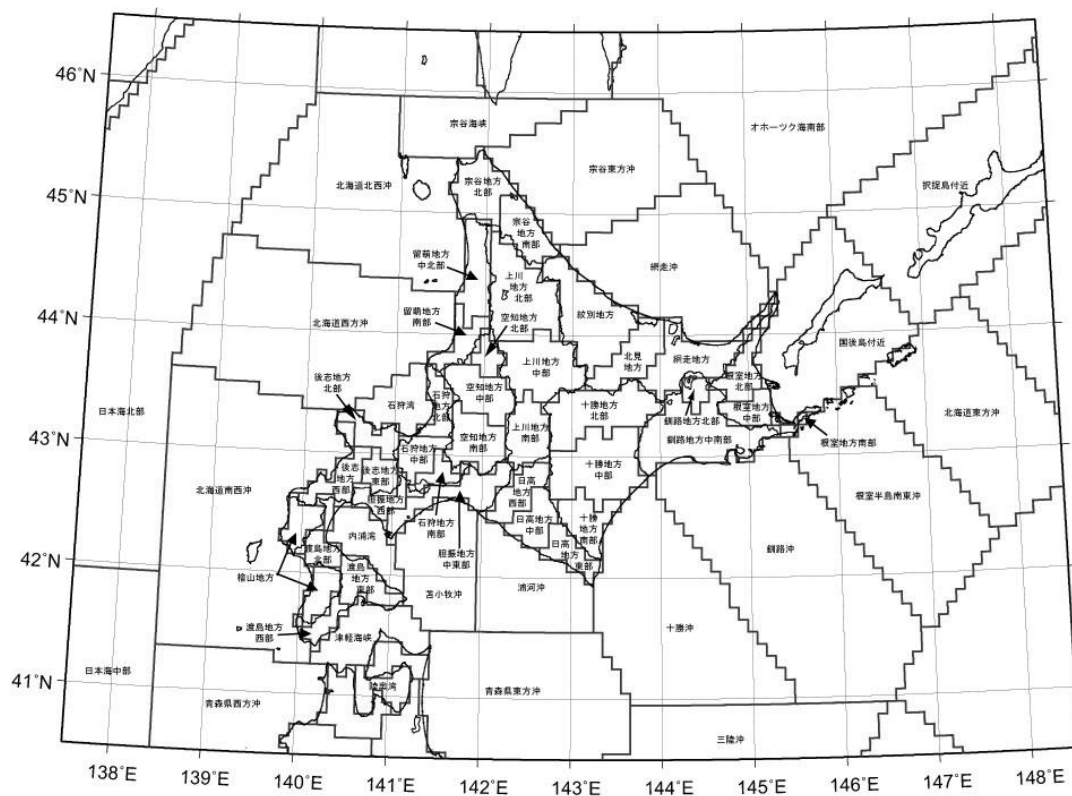 46°N
45°N
44°N
43°N
42°N
41°N
138°E
139°E
140°E
141°E
142°E
143°E
144°E
145°E
146°E
147°E
148°E
宗谷海峡
オホーツク海南部
宗谷東方沖
北海道北西沖
宗谷地方
北部
択捉島付近
宗谷
地方
南部
留萌地方
中北部
上川
地方
北部
網走沖
留萌地方
南部
空知地方
北部
紋別地方
北海道西方沖
国後島付近
上川地方
中部
北見
地方
網走地方
後志地方
北部
石狩湾
石狩
地方
北部
空知地方
中部
根室地方
北部
日本海北部
十勝地方
北部
釧路地方北部
根室地方
中部
北海道東方沖
石狩地方
中部
空知地方
南部
上川地方
南部
釧路地方中南部
根室地方南部
北海道南西沖
後志
地方
西部
後志地方
東部
十勝地方
中部
胆振地方
西部
日高
地方
西部
根室半島南東沖
石狩地方
南部
内浦湾
日高地方
中部
十勝
地方
南部
釧路沖
渡島地方
北部
胆振地方
中東部
日高
地方
東部
檜山地方
渡島
地方
東部
苫小牧沖
浦河沖
渡島地方
西部
津軽海峡
十勝沖
日本海中部
陸奥湾
青森県西方沖
青森県東方沖
三陸沖